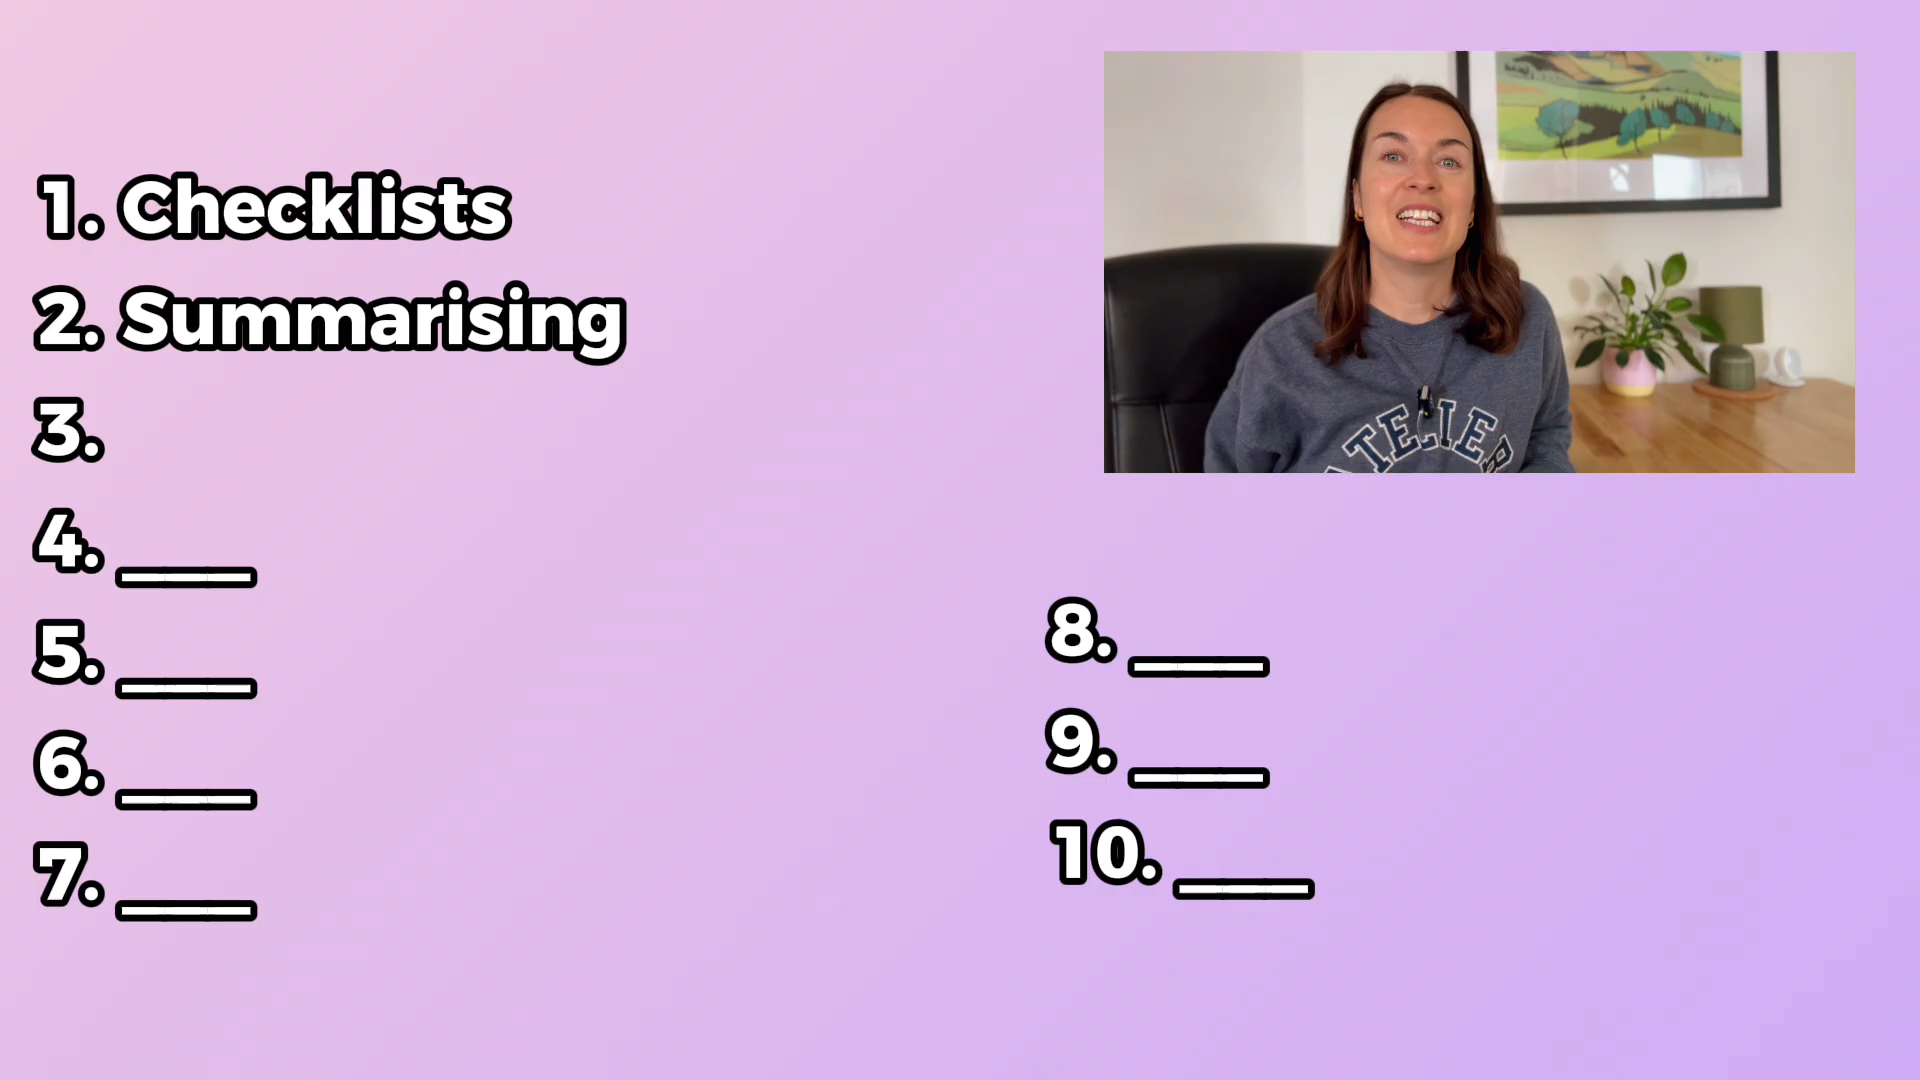 1. Checklists
2. Summarising
3.
4. ___
5. ___
6. ___
7. ___
8. ___
9. ___
10. ___
ATELIER